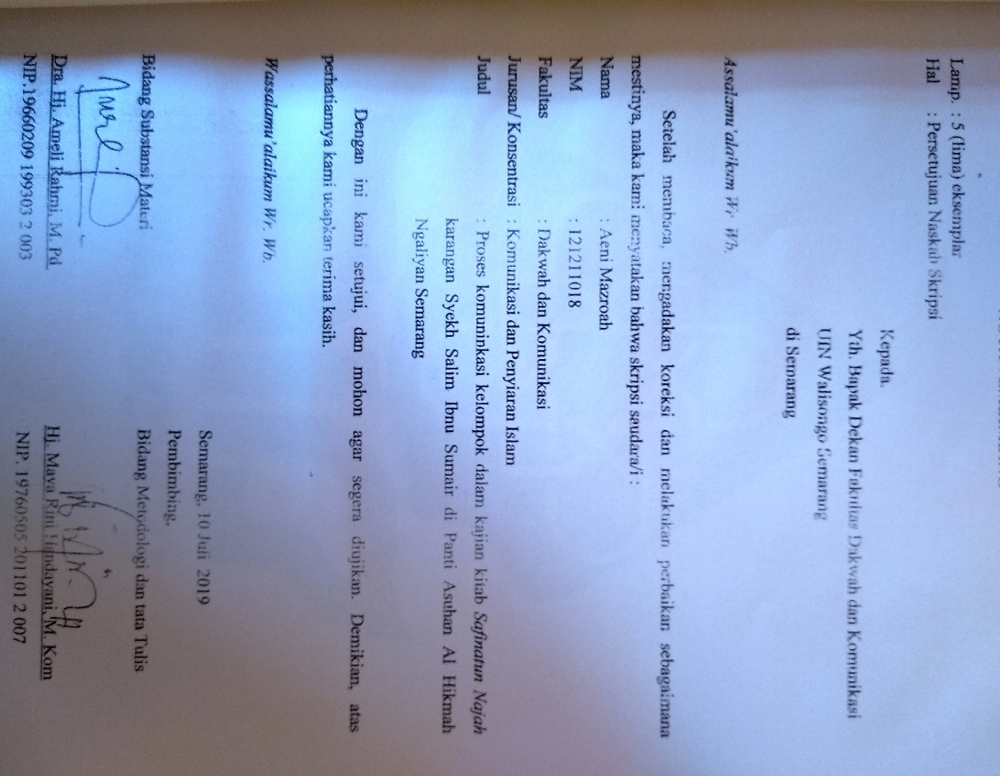 Lamp. : 5 (lima) eksemplar
Hal : Persetujuan Naskah Skripsi
Kepada.
Yth. Bapak Dekan Fakultas Dakwah dan Komunikasi
UIN Walisongo Semarang
di Semarang
Assalamu'alaikum Wr. Wb.
Setelah membaca, mengadakan koreksi dan melakukan perbaikan sebagaimana
mestinya, maka kami menyatakan bahwa skripsi saudara/i :
Nama : Aeni Mazroah
NIM : 121211018
Fakultas : Dakwah dan Komunikasi
Jurusan/ Konsentrasi : Komunikasi dan Penyiaran Islam
Judul : Proses komuninkasi kelompok dalam kajian kitab Safinatun Najah
karangan Syekh Salim Ibnu Sumair di Panti Asuhan Al Hikmah
Ngaliyan Semarang
Dengan ini kami setujui, dan mohon agar segera diujikan. Demikian, atas
perhatiannya kami ucapkan terima kasih.
Wassalamu'alaikum Wr. Wb.
Semarang, 10 Juli 2019
Pembimbing,
Bidang Substansi Materi Bidang Metodologi dan tata Tulis
Dra. Hj. Ameli Rahmi, M. Pd Hj. Maya Rini Handayani, M. Kom
NIP.19660209 199303 2 003 NIP. 19760505 201101 2 007